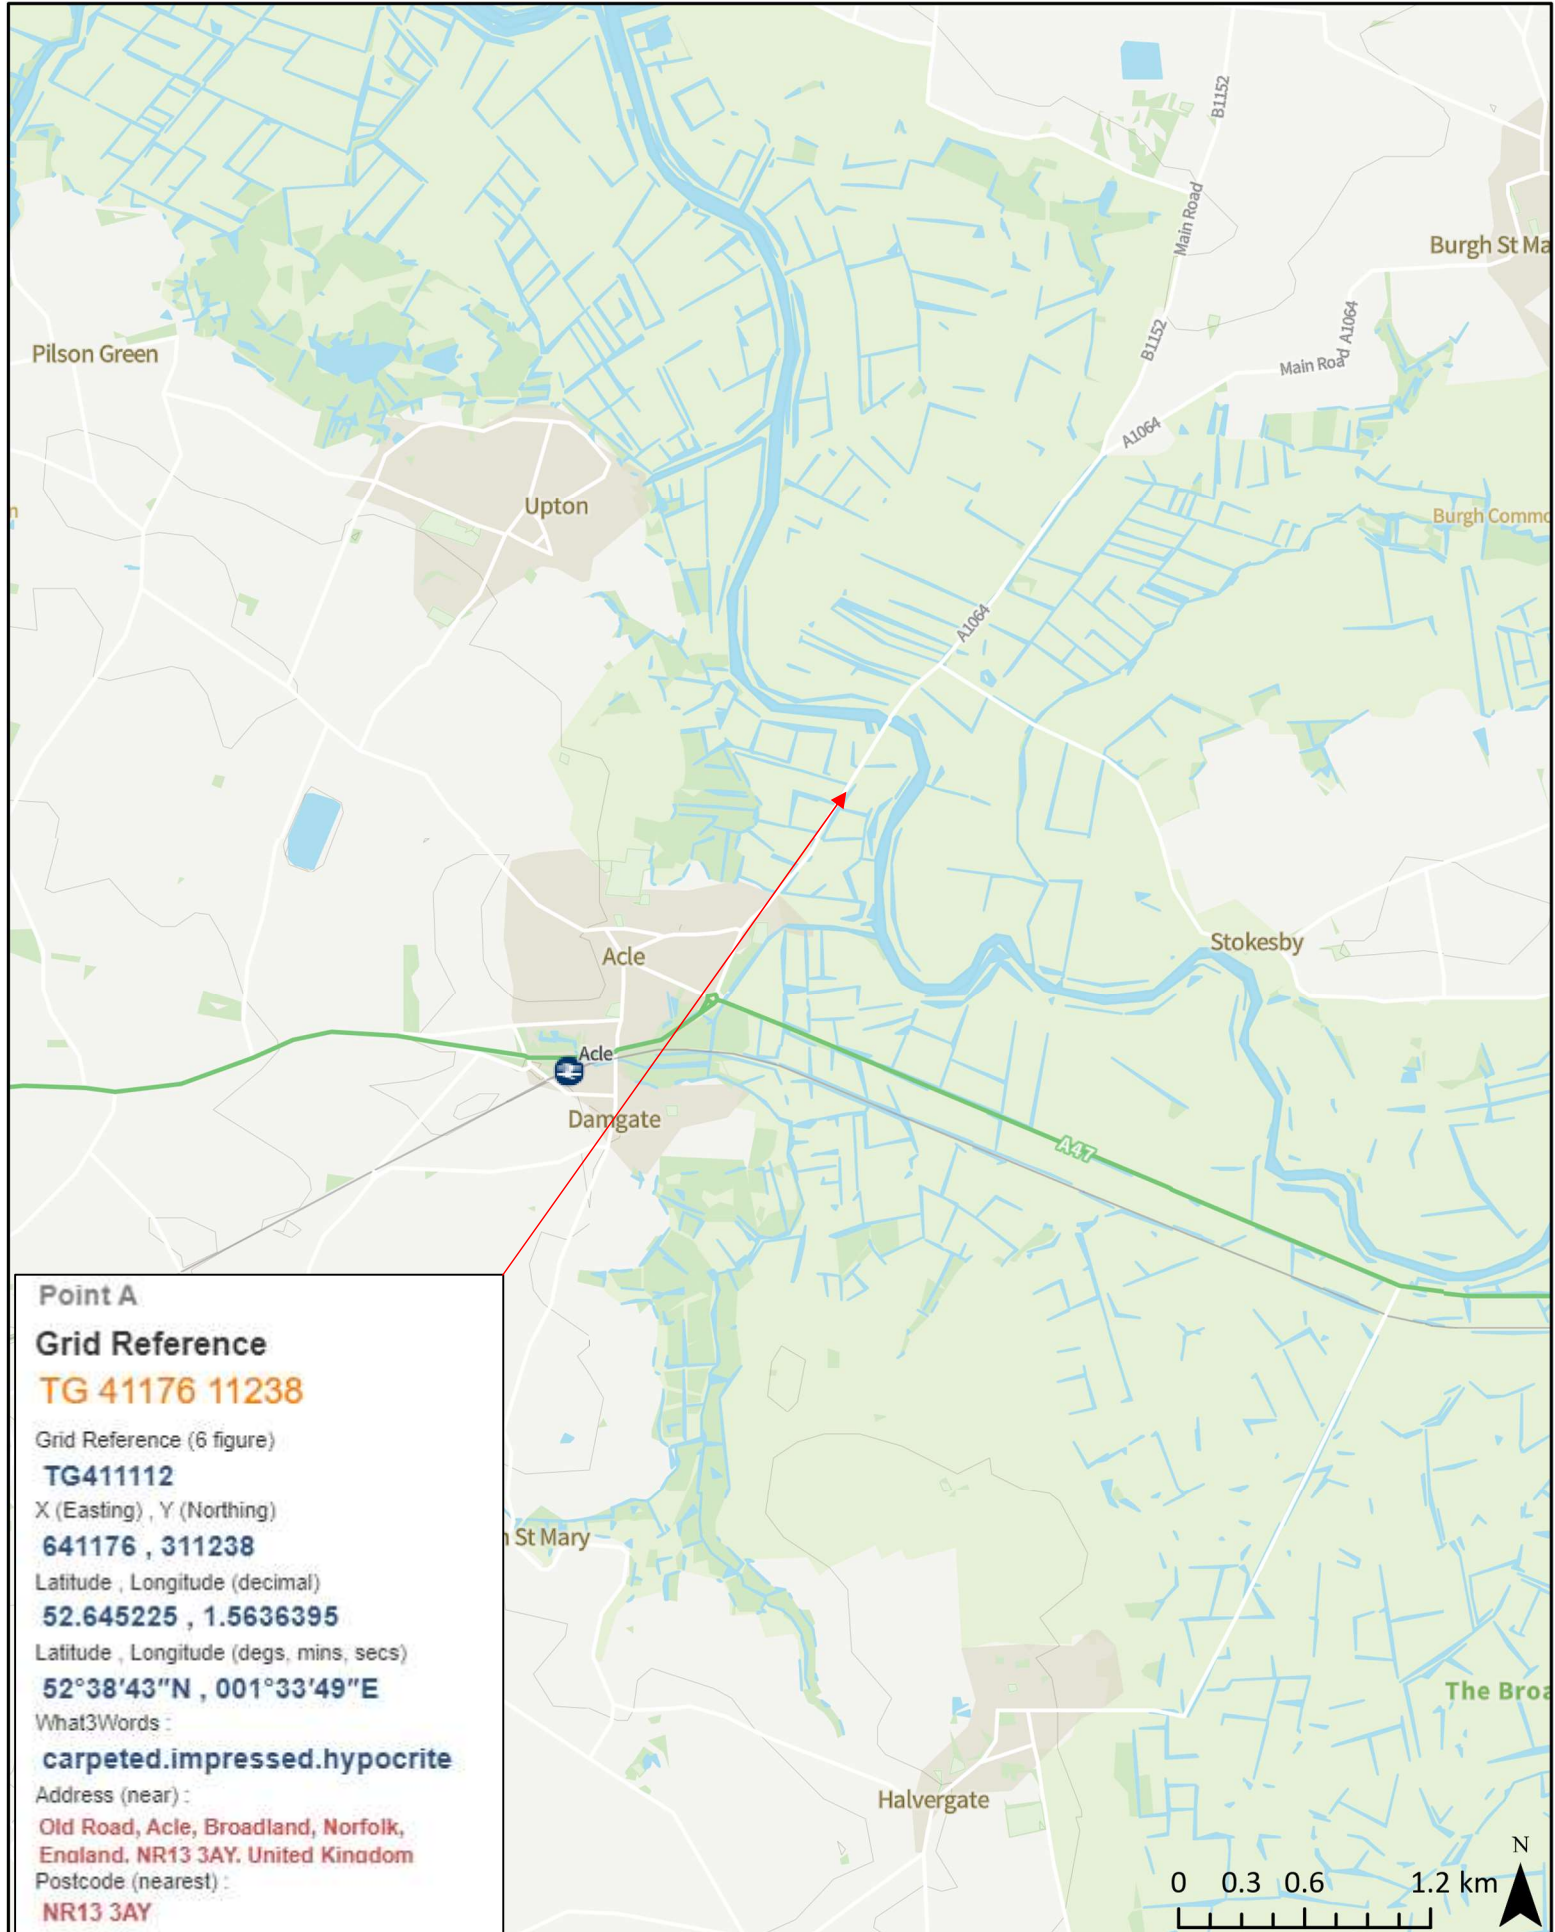 B1152
Main Road
Burgh St Ma
A1064
Main Road
B1152
Pilson Green
A1064
Upton
n
Burgh Commo
A1064
Stokesby
Acle
Acle
Damgate
A47
Point A
Grid Reference
TG 41176 11238
Grid Reference (6 figure)
TG411112
X (Easting) , Y (Northing)
641176 , 311238
Latitude , Longitude (decimal)
52.645225 , 1.5636395
Latitude , Longitude (degs, mins, secs)
52°38′43″N , 001°33′49″E
What3Words :
carpeted.impressed.hypocrite
Address (near) :
Old Road, Acle, Broadland, Norfolk,
England, NR13 3AY, United Kingdom
Postcode (nearest) :
NR13 3AY
St Mary
The Broa
Halvergate
N
0 0.3 0.6 1.2 km